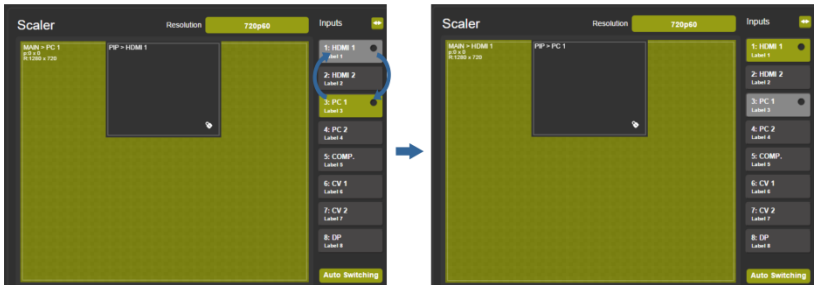 Scaler
Resolution
720p60
Inputs
MAIN > PC 1
p:0 x 0
R:1280 x 720
PIP > HDMI 1
1: HDMI 1
Label 1
2: HDMI 2
Label 2
3: PC 1
Label 3
4: PC 2
Label 4
5: COMP.
Label 5
6: CV 1
Label 6
7: CV 2
Label 7
8: DP
Label 8
Auto Switching
Scaler
Resolution
720p60
Inputs
MAIN > HDMI 1
p:0 x 0
R:1280 x 720
PIP > PC 1
1: HDMI 1
Label 1
2: HDMI 2
Label 2
3: PC 1
Label 3
4: PC 2
Label 4
5: COMP.
Label 5
6: CV 1
Label 6
7: CV 2
Label 7
8: DP
Label 8
Auto Switching